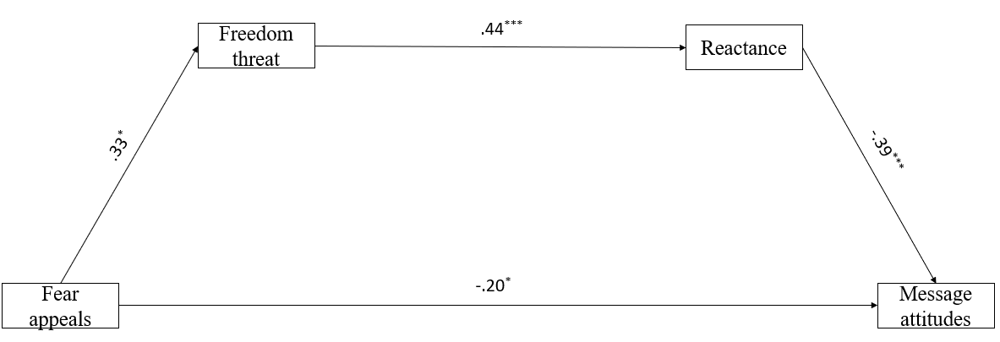 Freedom
threat
.44***
Reactance
.33*
-.39***
Fear
appeals
-.20*
Message
attitudes